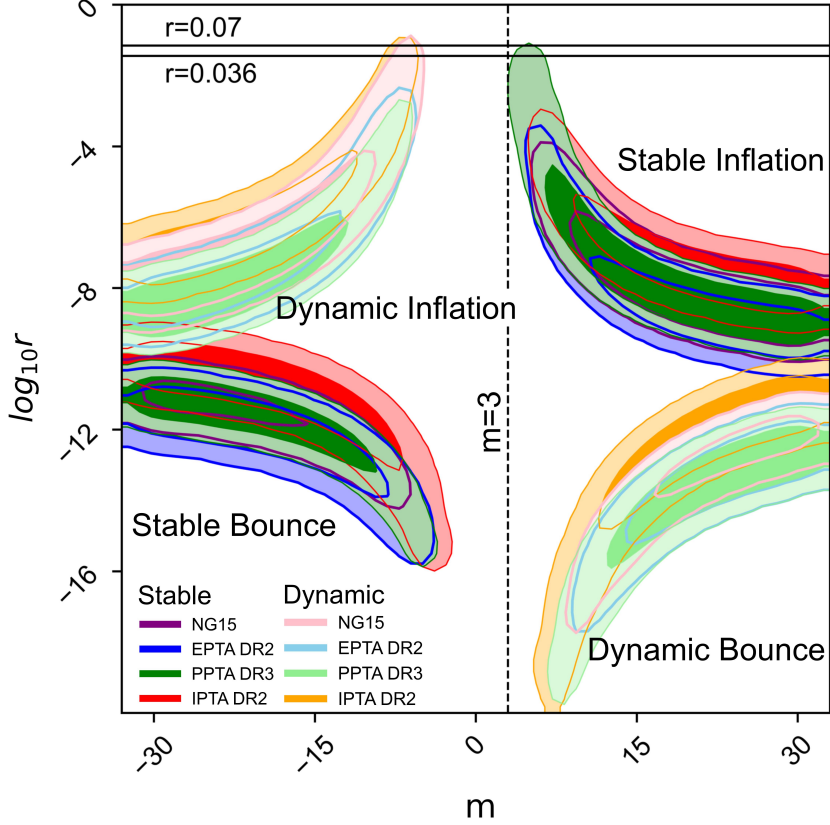 0
r=0.07
r=0.036
−4
Stable Inflation
−8
Dynamic Inflation
log₁₀r
m=3
−12
Stable Bounce
−16
Stable
Dynamic
NG15
NG15
EPTA DR2
EPTA DR2
PPTA DR3
PPTA DR3
IPTA DR2
IPTA DR2
Dynamic Bounce
−30
−15
0
15
30
m